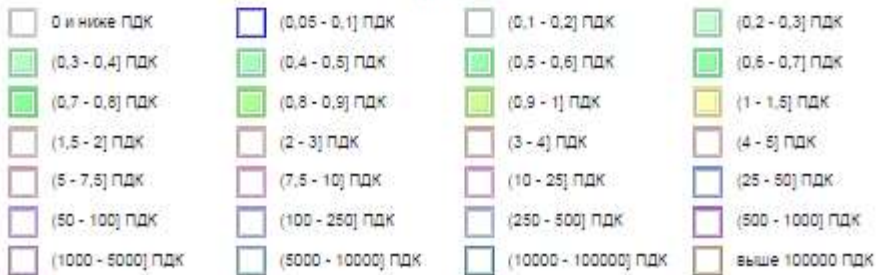 0 и ниже ПДК (0,05 - 0,1] ПДК (0,1 - 0,2] ПДК (0,2 - 0,3] ПДК
(0,3 - 0,4] ПДК (0,4 - 0,5] ПДК (0,5 - 0,6] ПДК (0,6 - 0,7] ПДК
(0,7 - 0,8] ПДК (0,8 - 0,9] ПДК (0,9 - 1] ПДК (1 - 1,5] ПДК
(1,5 - 2] ПДК (2 - 3] ПДК (3 - 4] ПДК (4 - 5] ПДК
(5 - 7,5] ПДК (7,5 - 10] ПДК (10 - 25] ПДК (25 - 50] ПДК
(50 - 100] ПДК (100 - 250] ПДК (250 - 500] ПДК (500 - 1000] ПДК
(1000 - 5000] ПДК (5000 - 10000] ПДК (10000 - 100000] ПДК выше 100000 ПДК